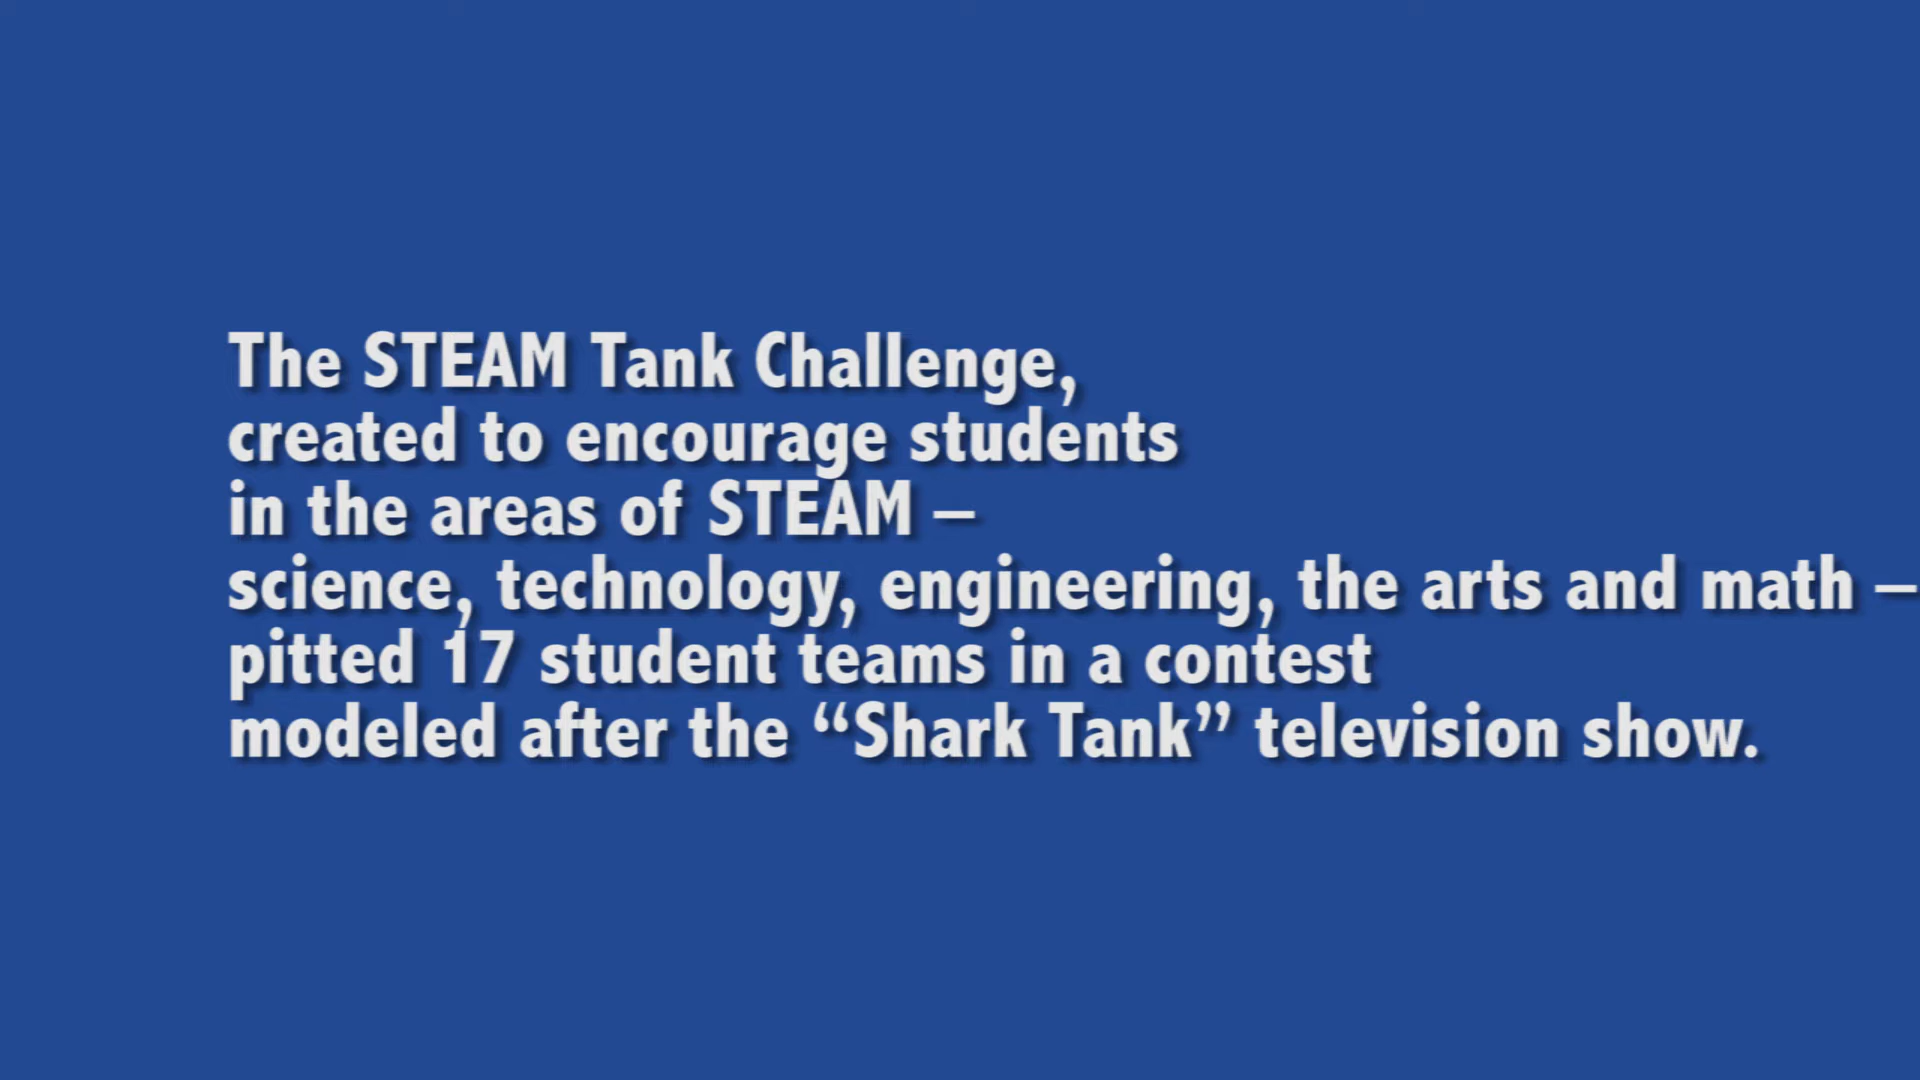 The STEAM Tank Challenge,
created to encourage students
in the areas of STEAM –
science, technology, engineering, the arts and math –
pitted 17 student teams in a contest
modeled after the “Shark Tank” television show.